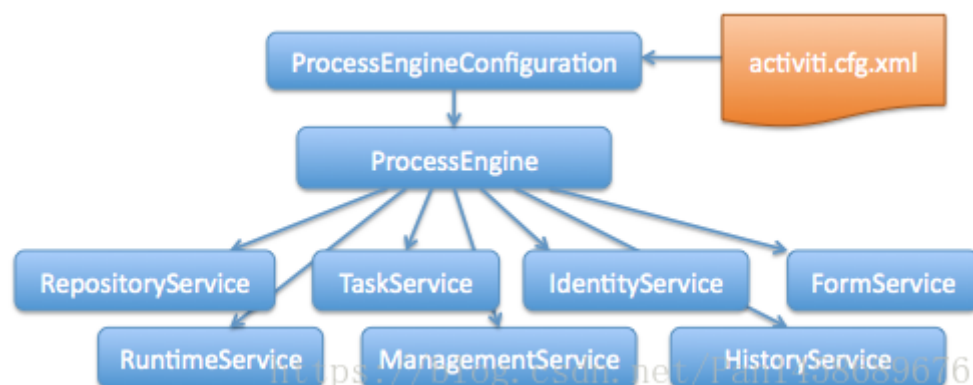 ProcessEngineConfiguration
activiti.cfg.xml
ProcessEngine
RepositoryService
TaskService
IdentityService
FormService
RuntimeService
ManagementService
HistoryService